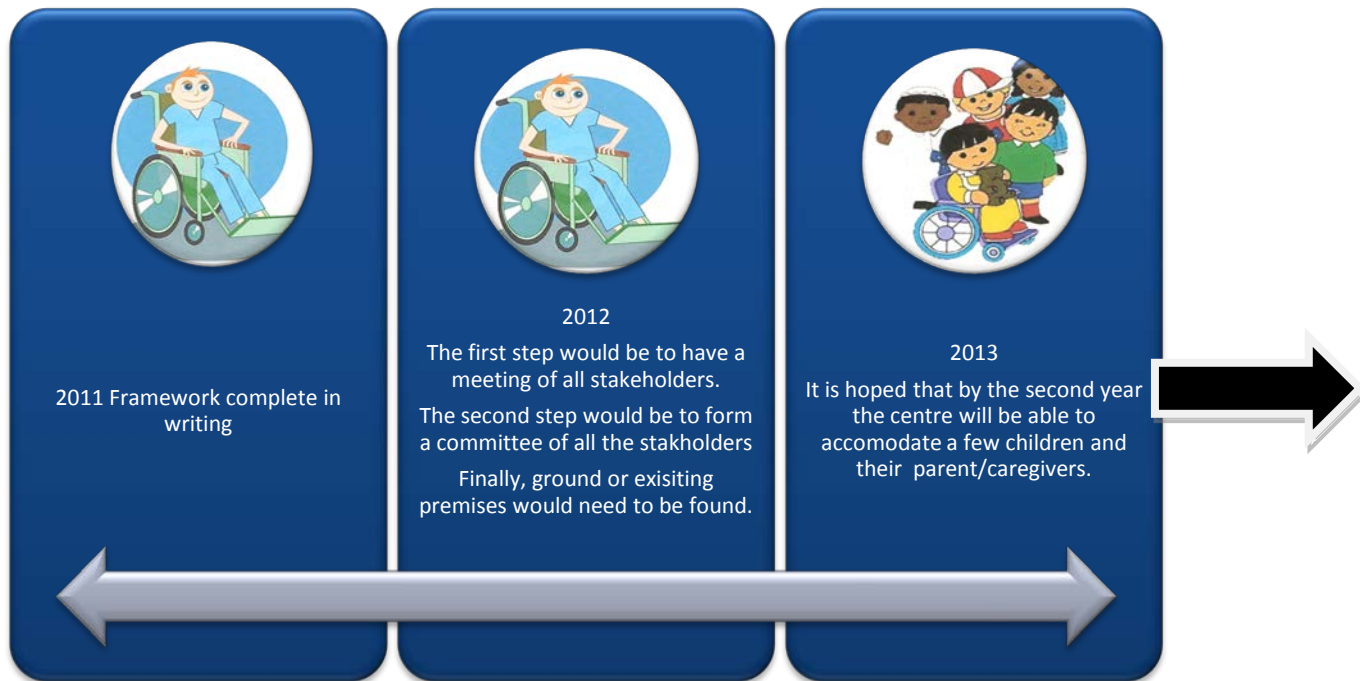 2011 Framework complete in
writing
2012
The first step would be to have a
meeting of all stakeholders.
The second step would be to form
a committee of all the stakholders
Finally, ground or exisiting
premises would need to be found.
2013
It is hoped that by the second year
the centre will be able to
accomodate a few children and
their parent/caregivers.